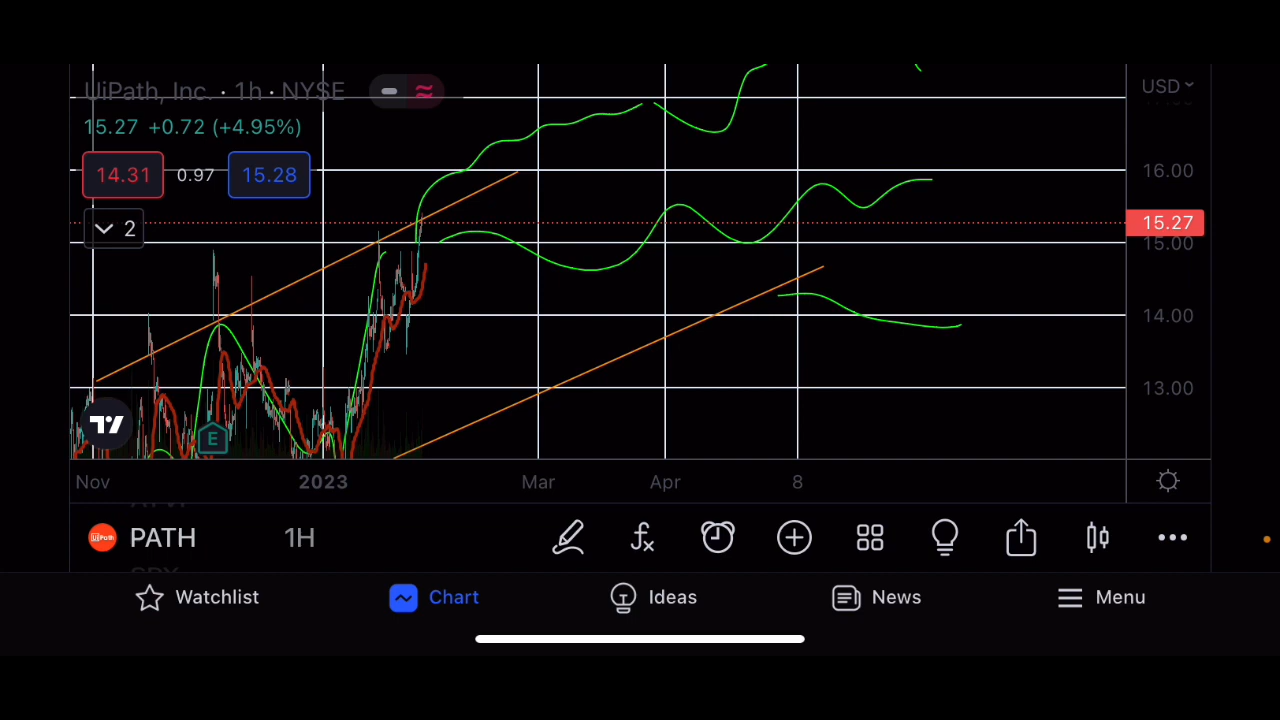 UiPath, Inc. · 1h · NYSE
USD
15.27 +0.72 (+4.95%)
14.31 0.97 15.28
16.00
2
15.27
15.00
14.00
13.00
E
Nov 2023 Mar Apr 8
UiPath PATH 1H
Watchlist Chart Ideas News Menu